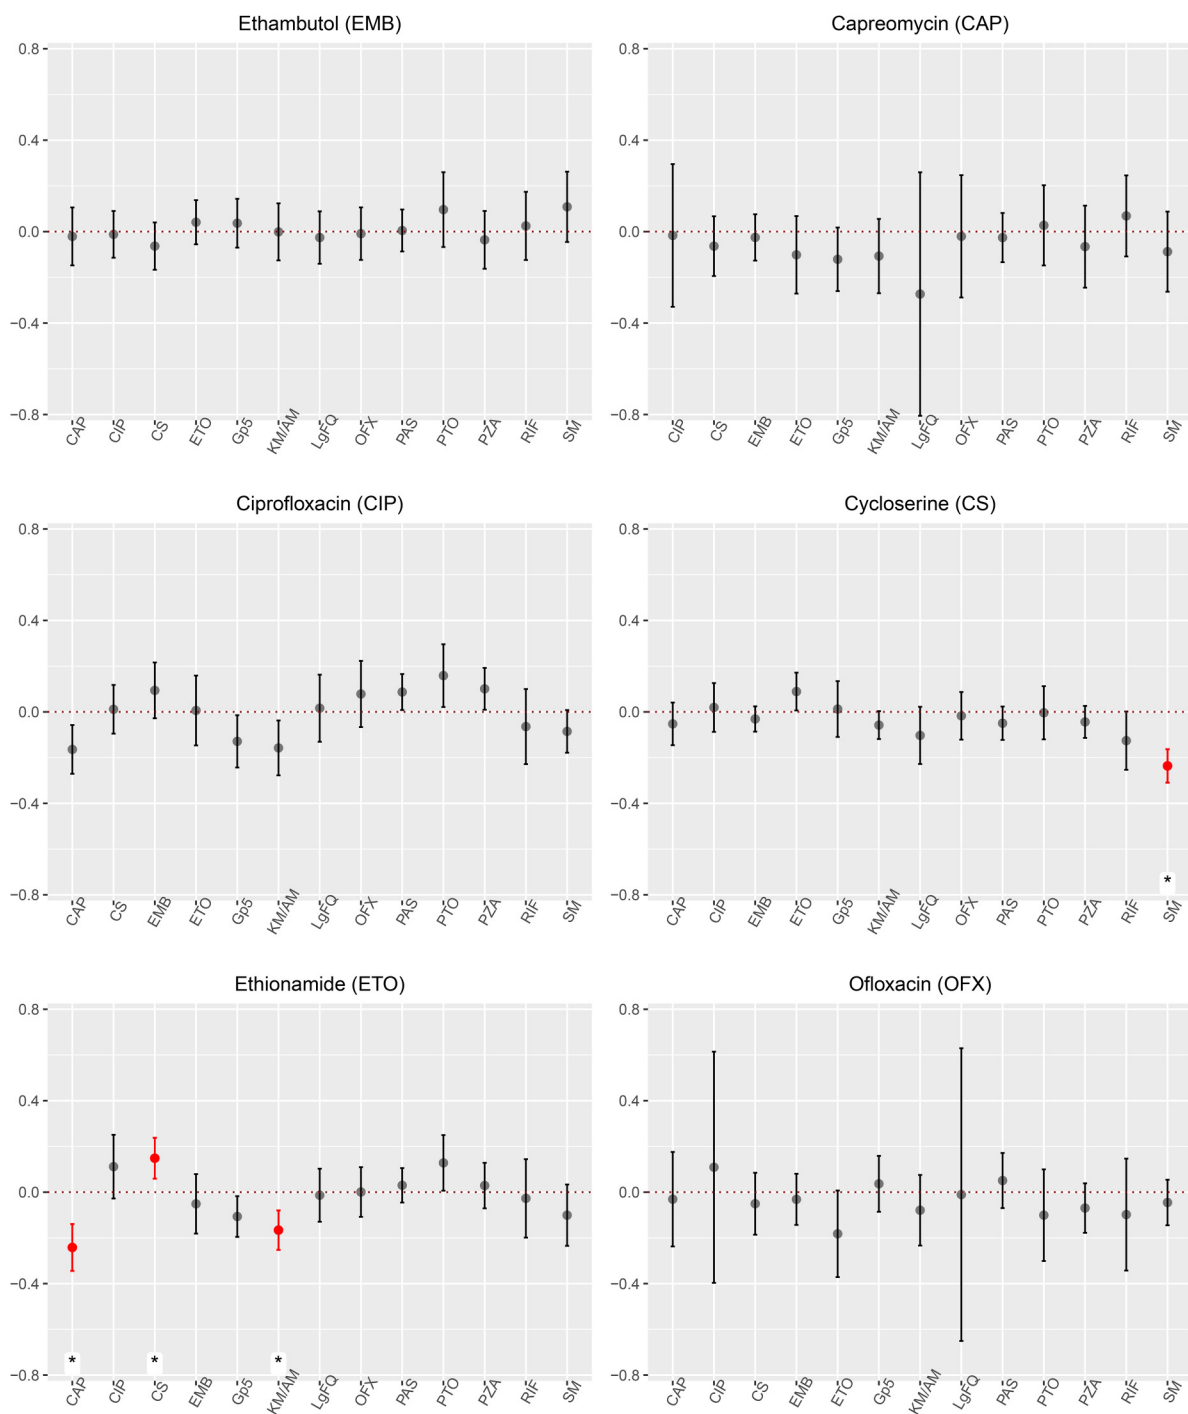 Ethambutol (EMB)
0.8
0.4
0.0
−0.4
−0.8
CAP CIP CS ETO Gp5 KM/AM LgFQ OFX PAS PTO PZA RIF SM
Capreomycin (CAP)
0.8
0.4
0.0
−0.4
−0.8
CIP CS EMB ETO Gp5 KM/AM LgFQ OFX PAS PTO PZA RIF SM
Ciprofloxacin (CIP)
0.8
0.4
0.0
−0.4
−0.8
CAP CS EMB ETO Gp5 KM/AM LgFQ OFX PAS PTO PZA RIF SM
Cycloserine (CS)
0.8
0.4
0.0
−0.4
*
−0.8
CAP CIP EMB ETO Gp5 KM/AM LgFQ OFX PAS PTO PZA RIF SM
Ethionamide (ETO)
0.8
0.4
0.0
−0.4
* * *
−0.8
CAP CIP CS EMB Gp5 KM/AM LgFQ OFX PAS PTO PZA RIF SM
Ofloxacin (OFX)
0.8
0.4
0.0
−0.4
−0.8
CAP CIP CS EMB ETO Gp5 KM/AM LgFQ PAS PTO PZA RIF SM